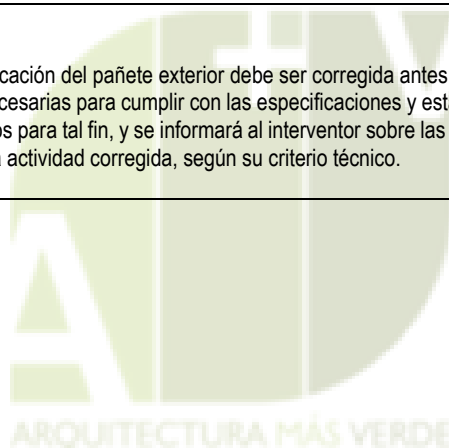 cación del pañete exterior debe ser corregida antes
cesarias para cumplir con las especificaciones y est
os para tal fin, y se informará al interventor sobre las
a actividad corregida, según su criterio técnico.
+V
A
ARQUITECTURA MÁS VERDE